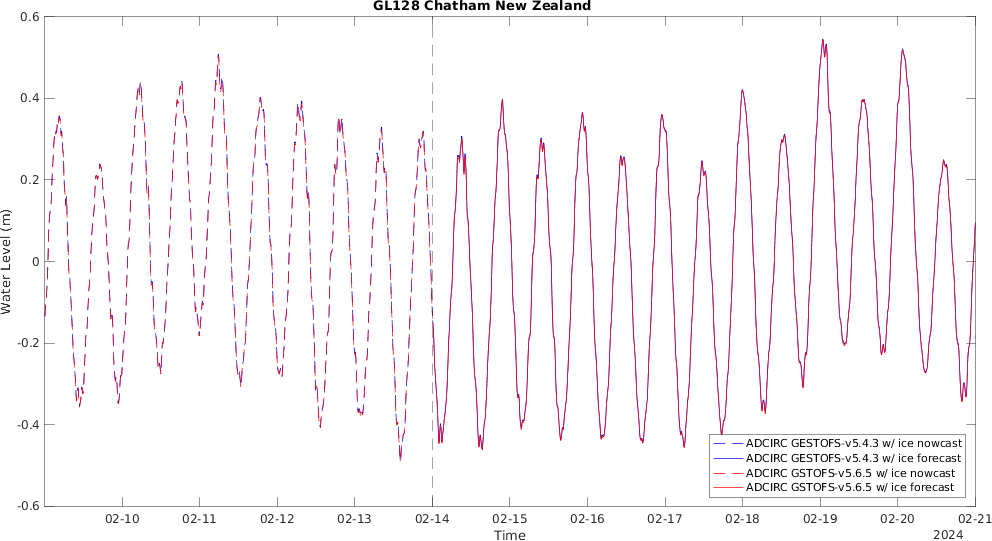 GL128 Chatham New Zealand
0.6
0.4
0.2
0
-0.2
-0.4
-0.6
Water Level (m)
02-10 02-11 02-12 02-13 02-14 02-15 02-16 02-17 02-18 02-19 02-20 02-21
Time
2024
ADCIRC GESTOFS-v5.4.3 w/ ice nowcast
ADCIRC GESTOFS-v5.4.3 w/ ice forecast
ADCIRC GSTOFS-v5.6.5 w/ ice nowcast
ADCIRC GSTOFS-v5.6.5 w/ ice forecast